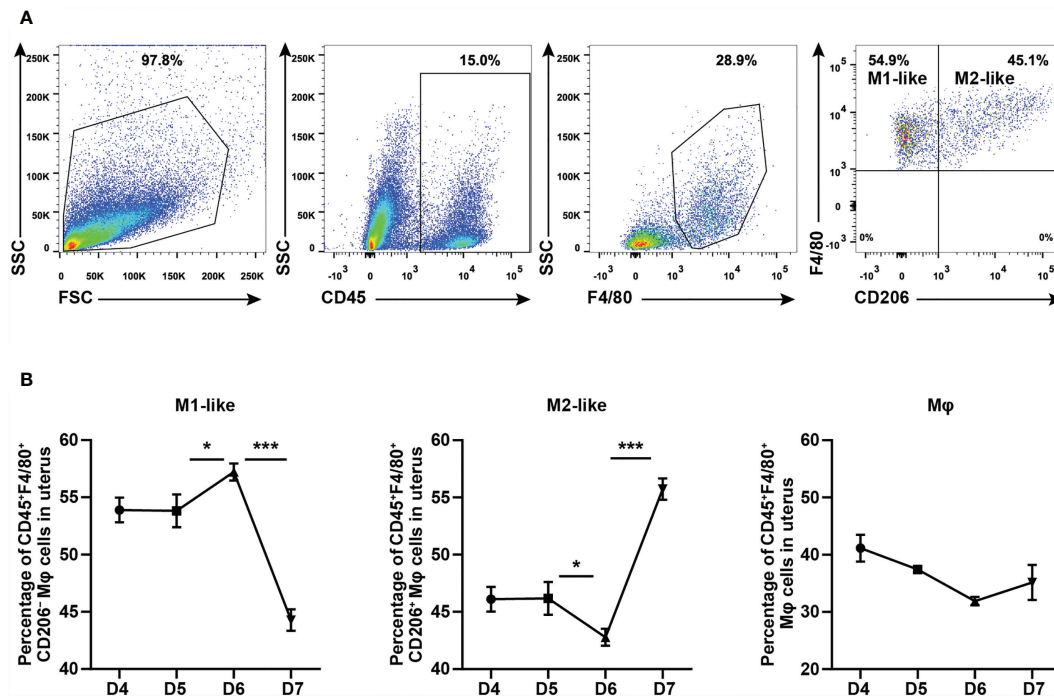 A
97.8%
15.0%
28.9%
54.9%
45.1%
M1-like
M2-like
250K
200K
150K
100K
50K
0
SSC
0
50K
100K
150K
200K
250K
FSC
250K
200K
150K
100K
50K
0
SSC
-10³
0
10³
10⁴
10⁵
CD45
250K
200K
150K
100K
50K
0
SSC
-10³
0
10³
10⁴
10⁵
F4/80
10⁵
10⁴
10³
0
-10³
F4/80
0%
0%
-10³
0
10³
10⁴
10⁵
CD206
B
M1-like
Percentage of CD45⁺F4/80⁺
CD206⁻ Mφ cells in uterus
60
55
50
45
40
*
***
D4
D5
D6
D7
M2-like
Percentage of CD45⁺F4/80⁺
CD206⁺ Mφ cells in uterus
60
55
50
45
40
*
***
D4
D5
D6
D7
Mφ
Percentage of CD45⁺F4/80⁺
Mφ cells in uterus
60
50
40
30
20
D4
D5
D6
D7